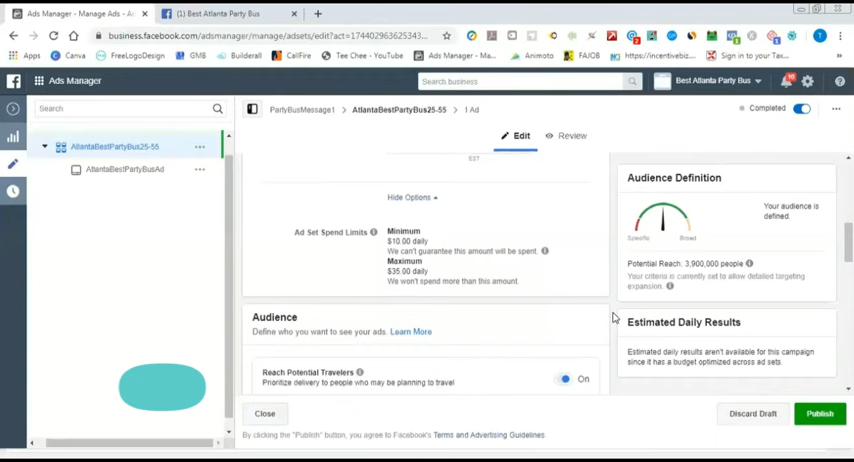 Ads Manager - Manage Ads - Ac
(1) Best Atlanta Party Bus
business.facebook.com/adsmanager/manage/adsets/edit?act=1744029636253 43...
Apps
Canva
FreeLogoDesign
GMB
Builderall
CallFire
Tee Chee - YouTube
Ads Manager - Ma...
Animoto
FAJOB
https://incentivebiz...
Sign in to your Tax...
Ads Manager
Search business
Best Atlanta Party Bus
Search
PartyBusMessage1
AtlantaBestPartyBus25-55
1 Ad
Completed
AtlantaBestPartyBus25-55
AtlantaBestPartyBusAd
Edit
Review
EST
Hide Options
Ad Set Spend Limits
Minimum
$10.00 daily
We can't guarantee this amount will be spent.
Maximum
$35.00 daily
We won't spend more than this amount.
Audience
Define who you want to see your ads. Learn More
Reach Potential Travelers
Prioritize delivery to people who may be planning to travel
On
Audience Definition
Your audience is
defined.
Specific
Broad
Potential Reach: 3,900,000 people
Your criteria is currently set to allow detailed targeting
expansion.
Estimated Daily Results
Estimated daily results aren't available for this campaign
since it has a budget optimized across ad sets.
Close
Discard Draft
Publish
By clicking the "Publish" button, you agree to Facebook's Terms and Advertising Guidelines.